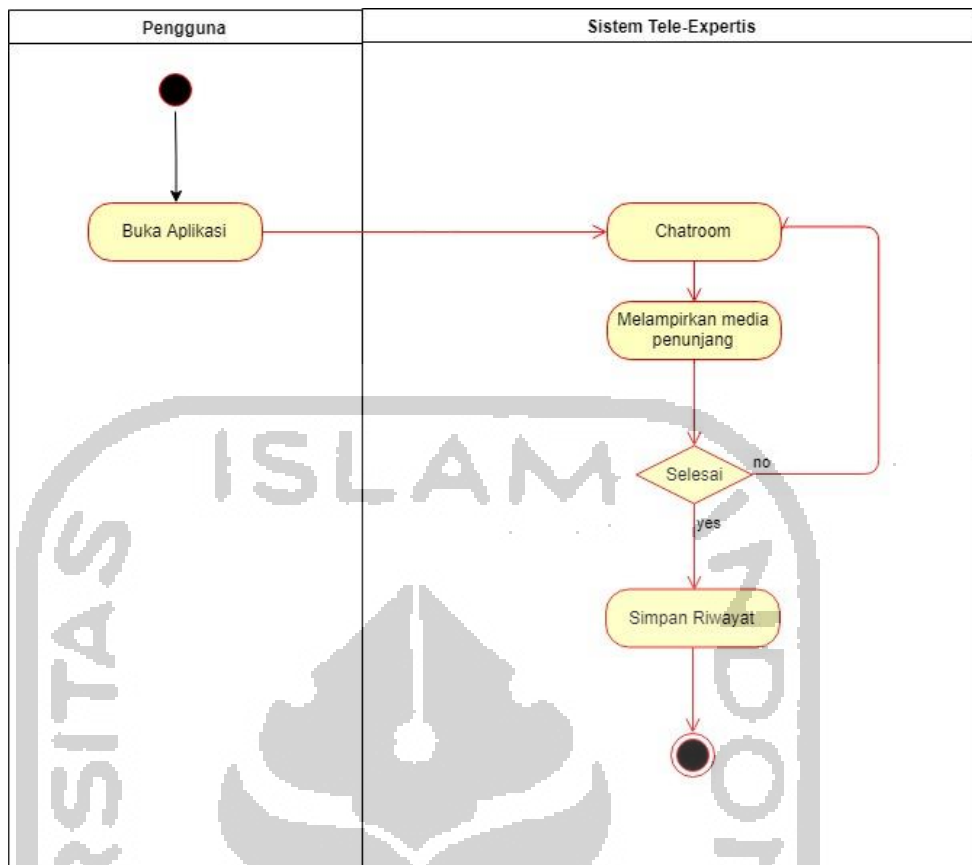 Pengguna
Sistem Tele-Expertis
Buka Aplikasi
Chatroom
Melampirkan media
penunjang
Selesai
no
yes
Simpan Riwayat
ISLAM